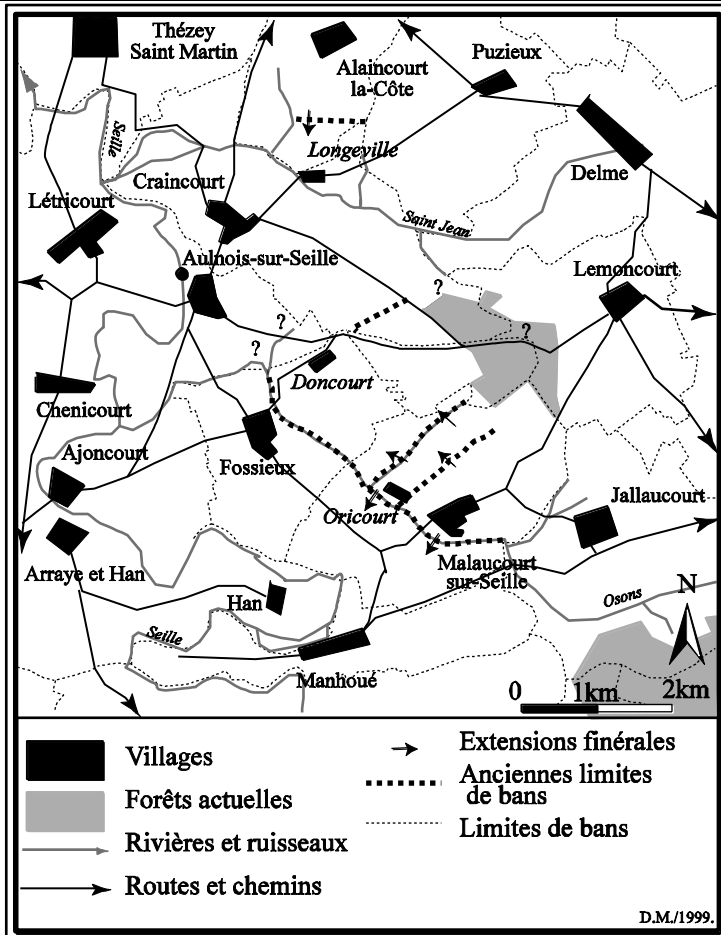 Thézey
Saint Martin
Alaincourt
la-Côte
Puzieux
Seille
Longeville
Delme
Craincourt
Létricourt
Saint Jean
Aulnois-sur-Seille
Lemoncourt
?
?
?
?
Doncourt
Chenicourt
Ajoncourt
Fossieux
Oricourt
Jallaucourt
Malaucourt
sur-Seille
Arraye et Han
Han
Osons
N
Seille
Manhoué
0 1km 2km
Villages
Forêts actuelles
Rivières et ruisseaux
Routes et chemins
Extensions finérales
Anciennes limites
de bans
Limites de bans
D.M./1999.